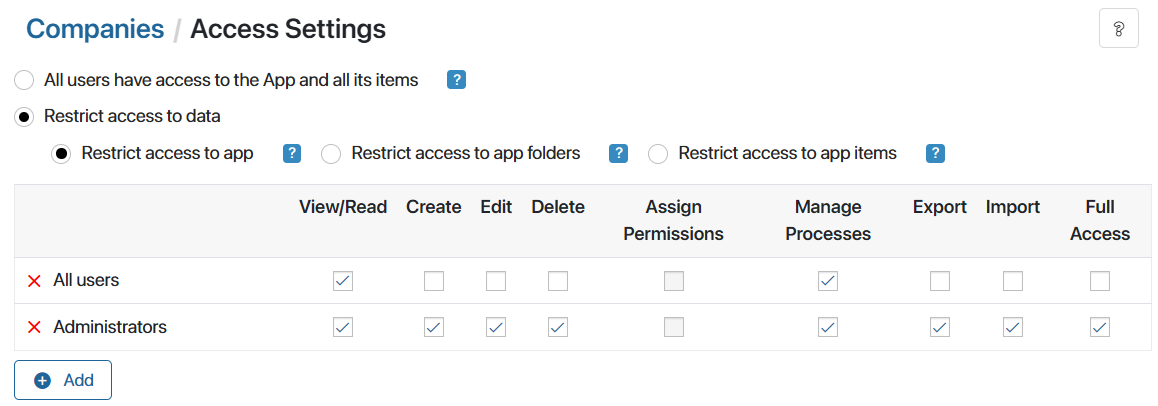 Companies / Access Settings
?
All users have access to the App and all its items ?
Restrict access to data
Restrict access to app ? Restrict access to app folders ? Restrict access to app items ?
View/Read Create Edit Delete Assign Permissions Manage Processes Export Import Full Access
All users
Administrators
Add